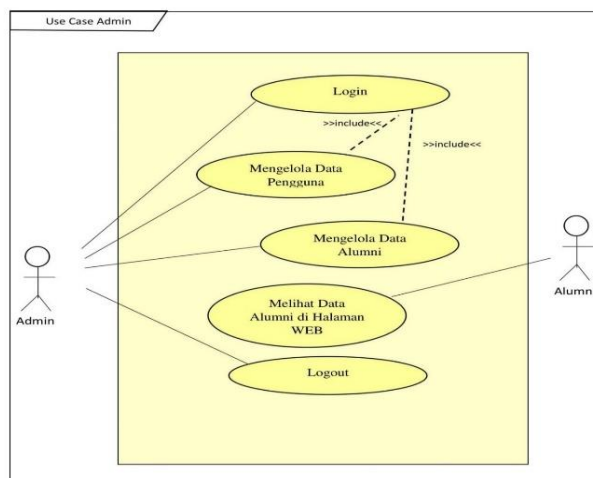 Use Case Admin
Login
>>include<<
>>include<<
Mengelola Data
Pengguna
Mengelola Data
Alumni
Melihat Data
Alumni di Halaman
WEB
Logout
Admin
Alumn